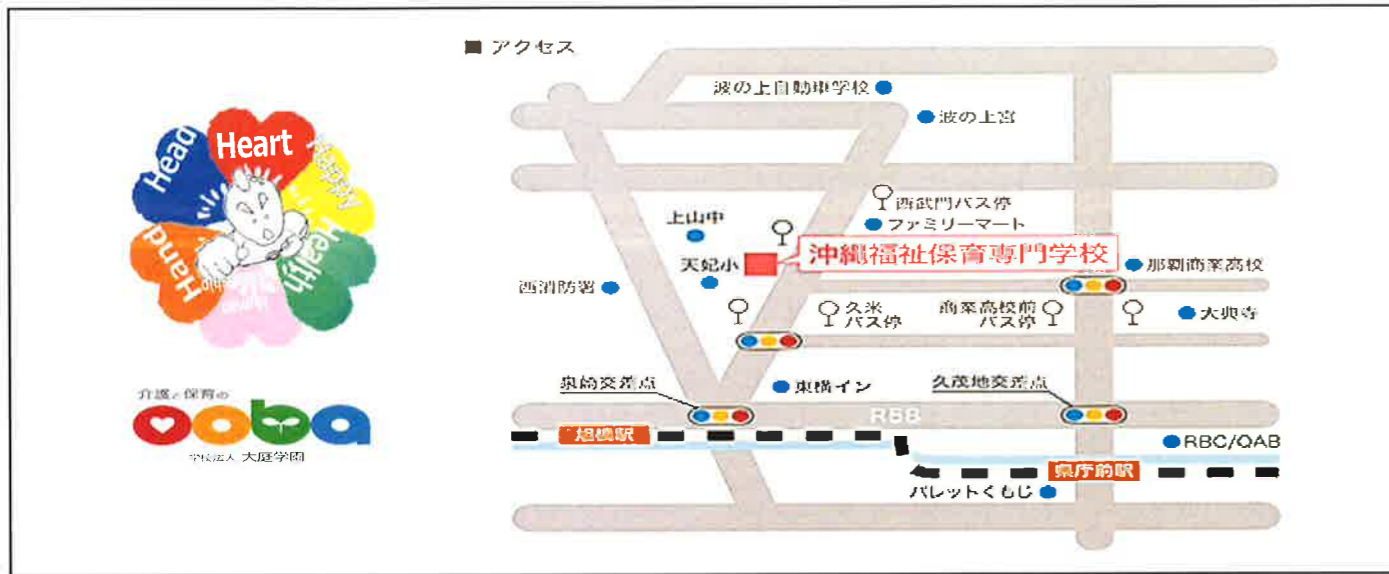 Head
Heart
Happy
Health
Human
Hand
介護と保育の
ooba
学校法人 大庭学園
■ アクセス
波の上自動車学校
波の上宮
西武門バス停
ファミリーマート
上山中
天妃小
沖縄福祉保育専門学校
西消防署
那覇商業高校
久米
バス停
商業高校前
バス停
大典寺
泉崎交差点
東横イン
久茂地交差点
R58
旭橋駅
RBC/QAB
県庁前駅
パレットくもじ